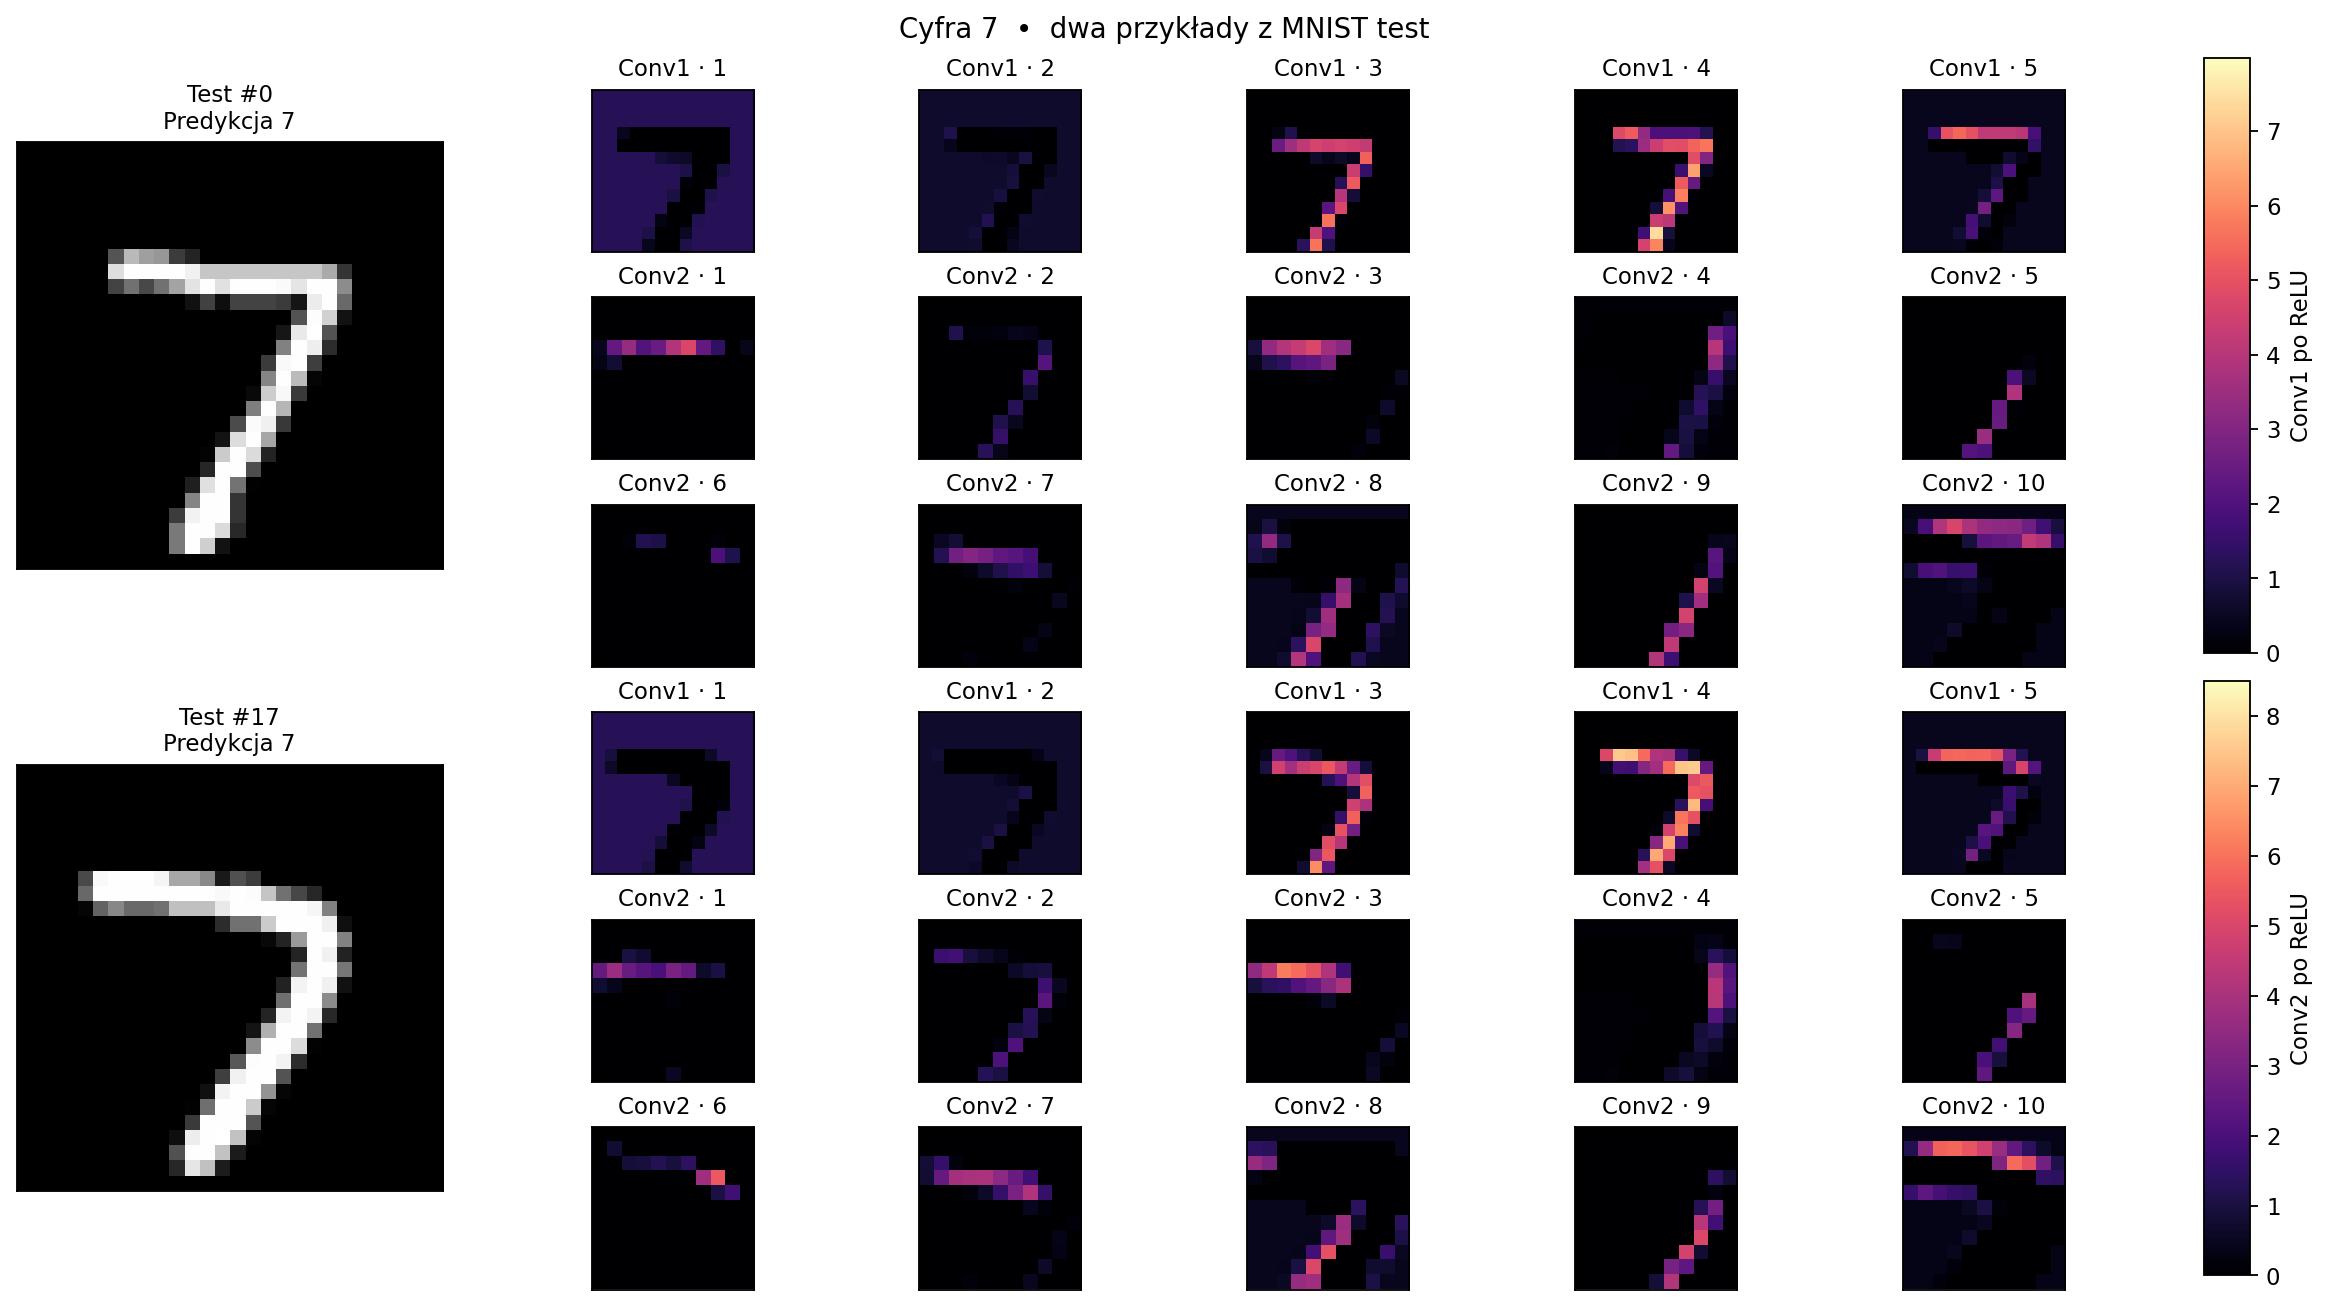 Cyfra 7 • dwa przykłady z MNIST test
Test #0
Predykcja 7
Conv1 · 1
Conv1 · 2
Conv1 · 3
Conv1 · 4
Conv1 · 5
Conv2 · 1
Conv2 · 2
Conv2 · 3
Conv2 · 4
Conv2 · 5
Conv2 · 6
Conv2 · 7
Conv2 · 8
Conv2 · 9
Conv2 · 10
7
6
5
4
3
2
1
0
Conv1 po ReLU
Test #17
Predykcja 7
Conv1 · 1
Conv1 · 2
Conv1 · 3
Conv1 · 4
Conv1 · 5
Conv2 · 1
Conv2 · 2
Conv2 · 3
Conv2 · 4
Conv2 · 5
Conv2 · 6
Conv2 · 7
Conv2 · 8
Conv2 · 9
Conv2 · 10
8
7
6
5
4
3
2
1
0
Conv2 po ReLU